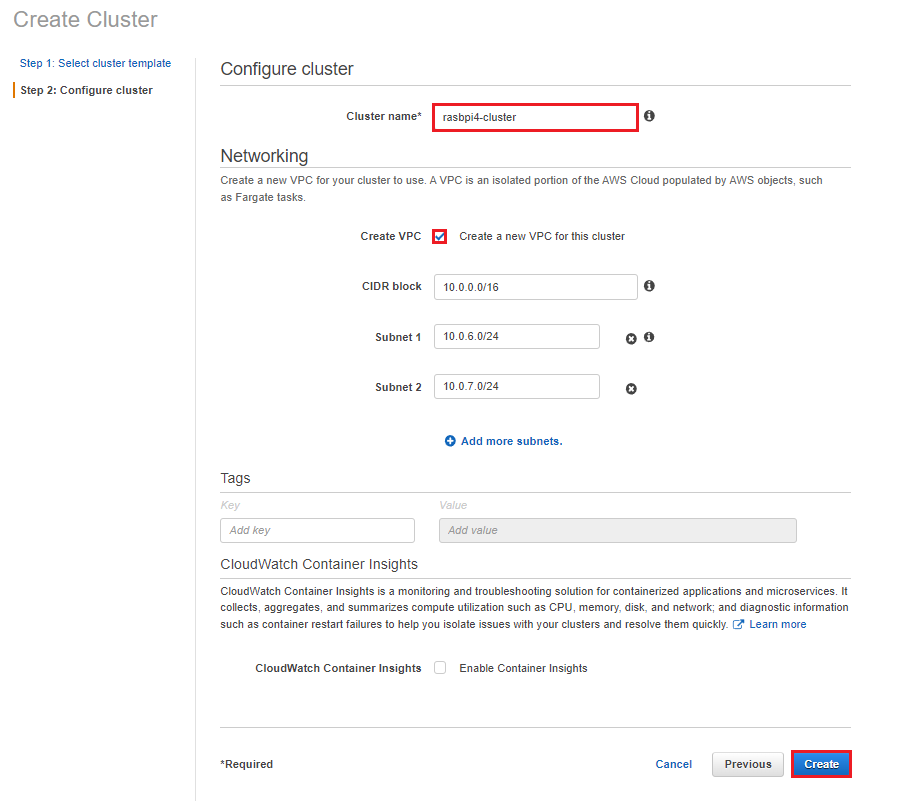 Create Cluster
Step 1: Select cluster template
Step 2: Configure cluster
Configure cluster
Cluster name* rasbpi4-cluster
Networking
Create a new VPC for your cluster to use. A VPC is an isolated portion of the AWS Cloud populated by AWS objects, such
as Fargate tasks.
Create VPC Create a new VPC for this cluster
CIDR block 10.0.0.0/16
Subnet 1 10.0.6.0/24
Subnet 2 10.0.7.0/24
Add more subnets.
Tags
Key Value
Add key Add value
CloudWatch Container Insights
CloudWatch Container Insights is a monitoring and troubleshooting solution for containerized applications and microservices. It
collects, aggregates, and summarizes compute utilization such as CPU, memory, disk, and network; and diagnostic information
such as container restart failures to help you isolate issues with your clusters and resolve them quickly. Learn more
CloudWatch Container Insights Enable Container Insights
*Required Cancel Previous Create